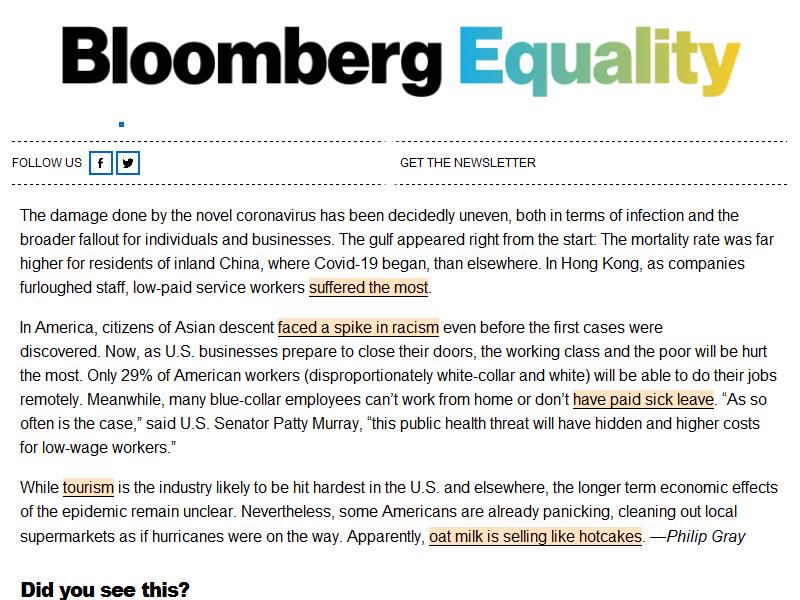 Bloomberg Equality
FOLLOW US
GET THE NEWSLETTER
The damage done by the novel coronavirus has been decidedly uneven, both in terms of infection and the
broader fallout for individuals and businesses. The gulf appeared right from the start: The mortality rate was far
higher for residents of inland China, where Covid-19 began, than elsewhere. In Hong Kong, as companies
furloughed staff, low-paid service workers suffered the most.
In America, citizens of Asian descent faced a spike in racism even before the first cases were
discovered. Now, as U.S. businesses prepare to close their doors, the working class and the poor will be hurt
the most. Only 29% of American workers (disproportionately white-collar and white) will be able to do their jobs
remotely. Meanwhile, many blue-collar employees can’t work from home or don’t have paid sick leave. “As so
often is the case,” said U.S. Senator Patty Murray, “this public health threat will have hidden and higher costs
for low-wage workers.”
While tourism is the industry likely to be hit hardest in the U.S. and elsewhere, the longer term economic effects
of the epidemic remain unclear. Nevertheless, some Americans are already panicking, cleaning out local
supermarkets as if hurricanes were on the way. Apparently, oat milk is selling like hotcakes. —Philip Gray
Did you see this?